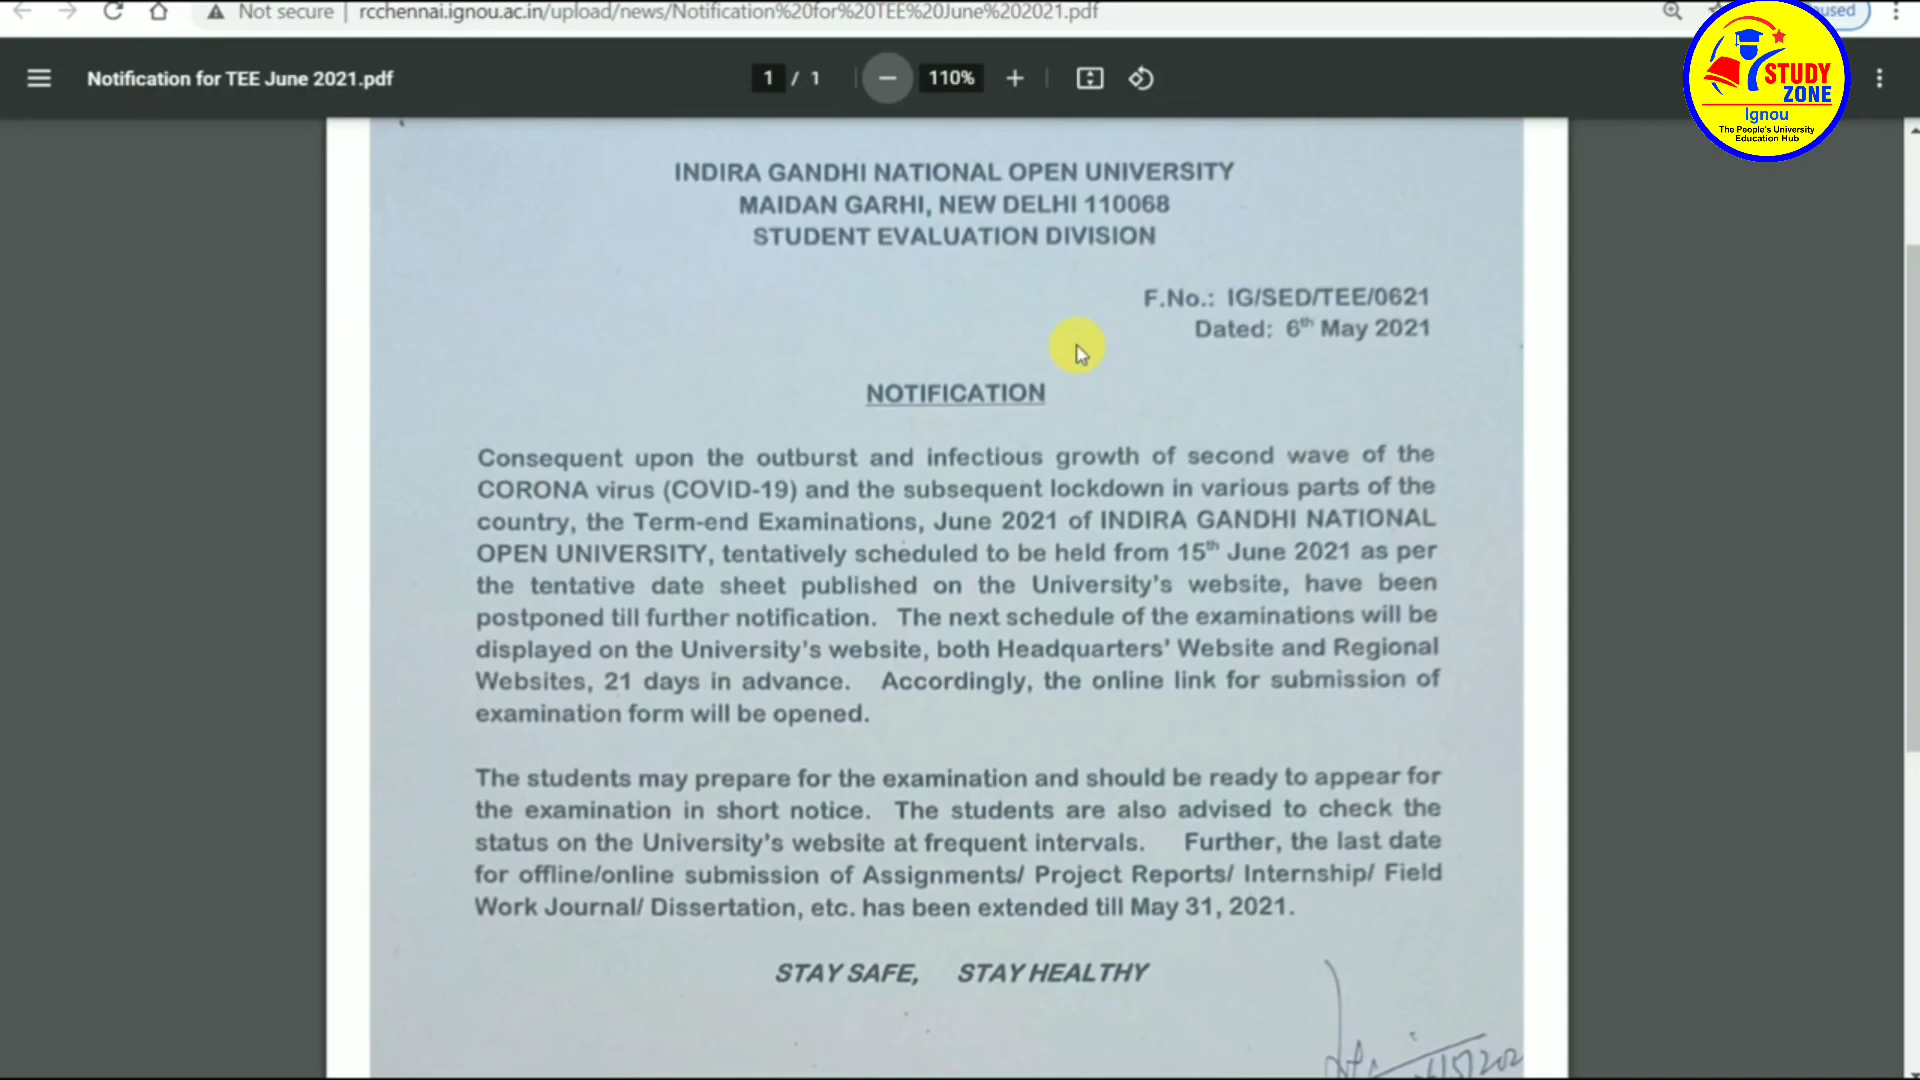 Not secure | rcchennai.ignou.ac.in/upload/news/Notification%20for%20TEE%20June%202021.pdf
Notification for TEE June 2021.pdf
1 / 1
110%
STUDY
ZONE
Ignou
The People's University
Education Hub
INDIRA GANDHI NATIONAL OPEN UNIVERSITY
MAIDAN GARHI, NEW DELHI 110068
STUDENT EVALUATION DIVISION
F.No.: IG/SED/TEE/0621
Dated: 6th May 2021
NOTIFICATION
Consequent upon the outburst and infectious growth of second wave of the
CORONA virus (COVID-19) and the subsequent lockdown in various parts of the
country, the Term-end Examinations, June 2021 of INDIRA GANDHI NATIONAL
OPEN UNIVERSITY, tentatively scheduled to be held from 15th June 2021 as per
the tentative date sheet published on the University's website, have been
postponed till further notification. The next schedule of the examinations will be
displayed on the University's website, both Headquarters' Website and Regional
Websites, 21 days in advance. Accordingly, the online link for submission of
examination form will be opened.
The students may prepare for the examination and should be ready to appear for
the examination in short notice. The students are also advised to check the
status on the University's website at frequent intervals. Further, the last date
for offline/online submission of Assignments/ Project Reports/ Internship/ Field
Work Journal/ Dissertation, etc. has been extended till May 31, 2021.
STAY SAFE, STAY HEALTHY